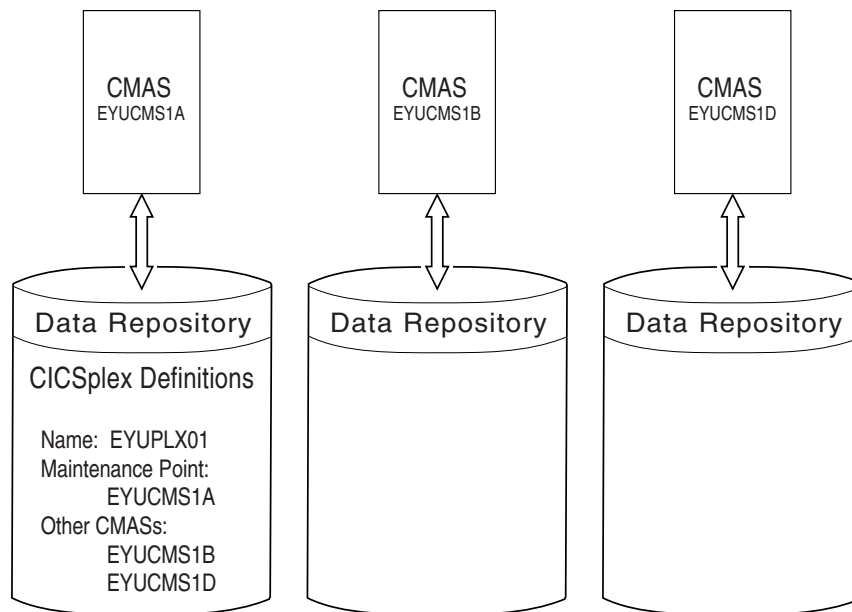 CMAS
EYUCMS1A
CMAS
EYUCMS1B
CMAS
EYUCMS1D
Data Repository
Data Repository
Data Repository
CICSplex Definitions
Name: EYUPLX01
Maintenance Point:
EYUCMS1A
Other CMASs:
EYUCMS1B
EYUCMS1D